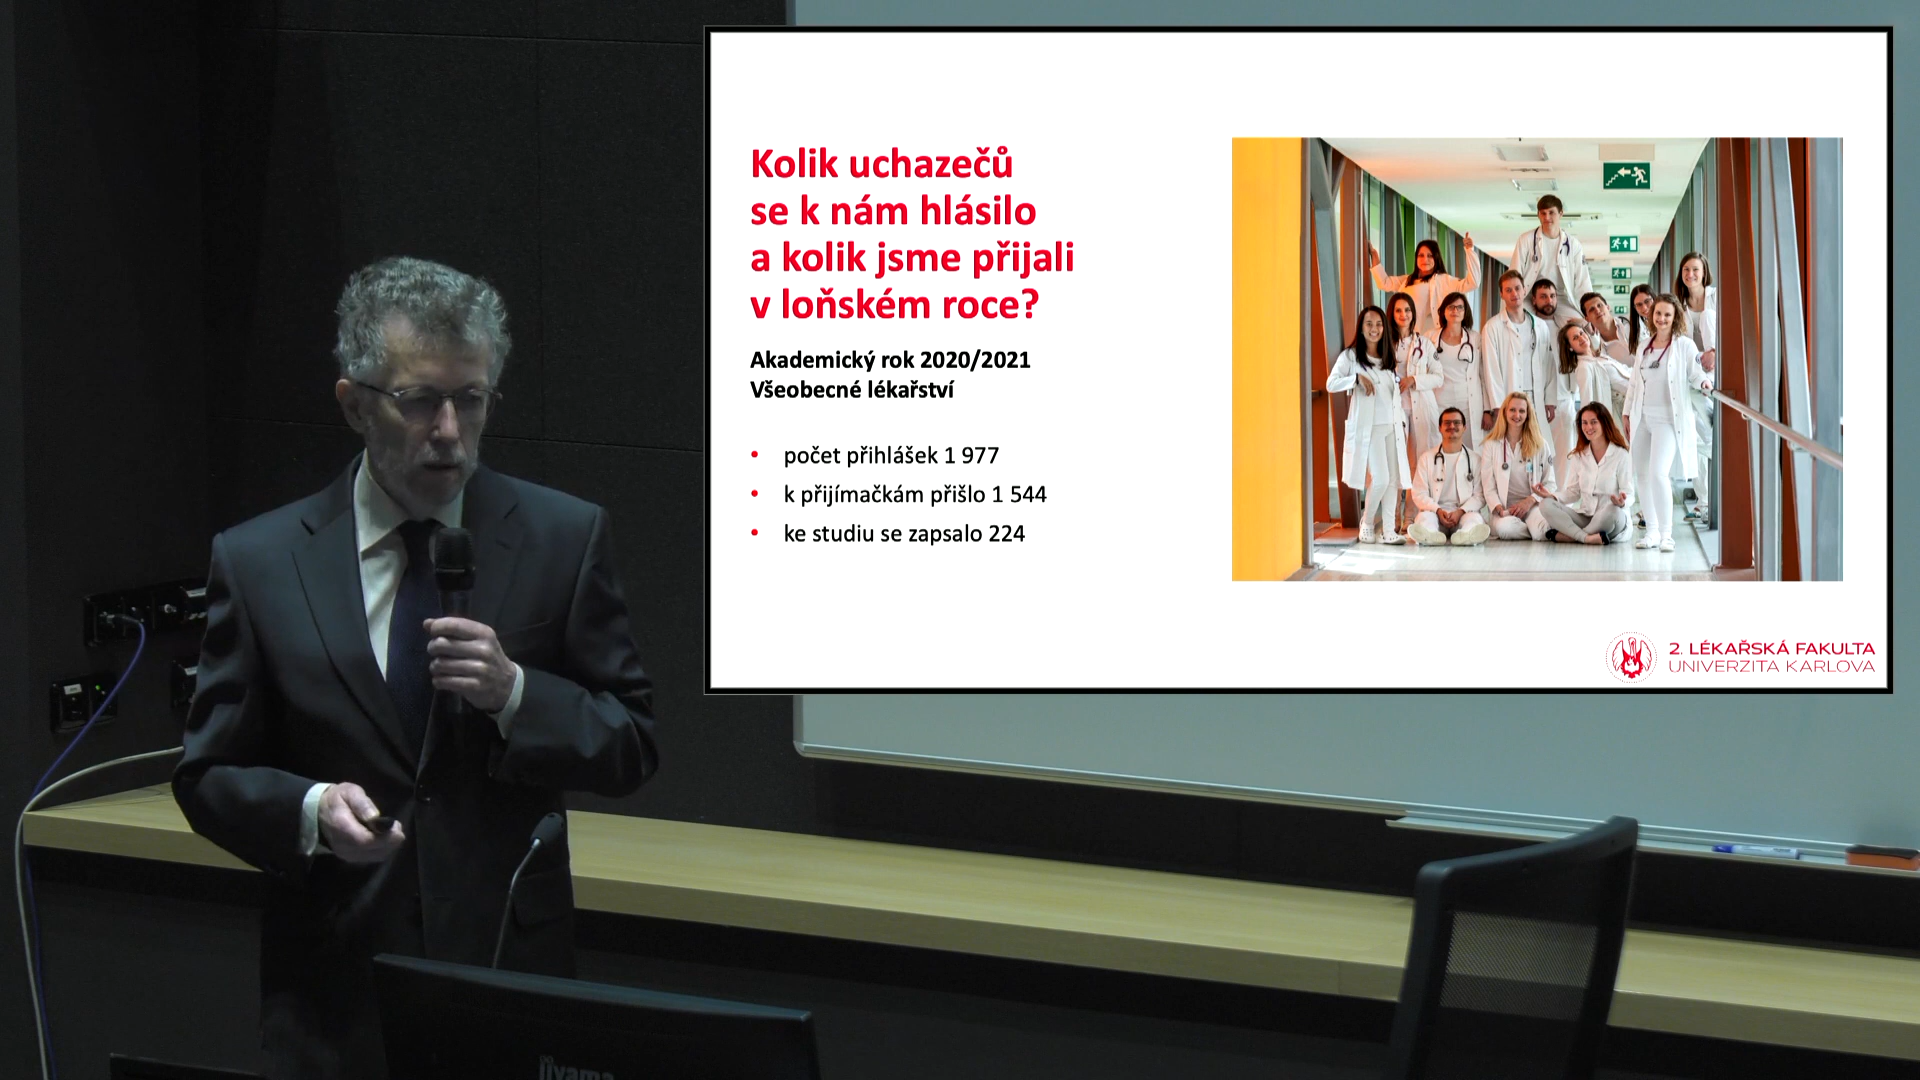 Kolik uchazečů
se k nám hlásilo
a kolik jsme přijali
v loňském roce?
Akademický rok 2020/2021
Všeobecné lékařství
• počet přihlášek 1 977
• k přijímačkám přišlo 1 544
• ke studiu se zapsalo 224
2. LÉKAŘSKÁ FAKULTA
UNIVERZITA KARLOVA
iiyama